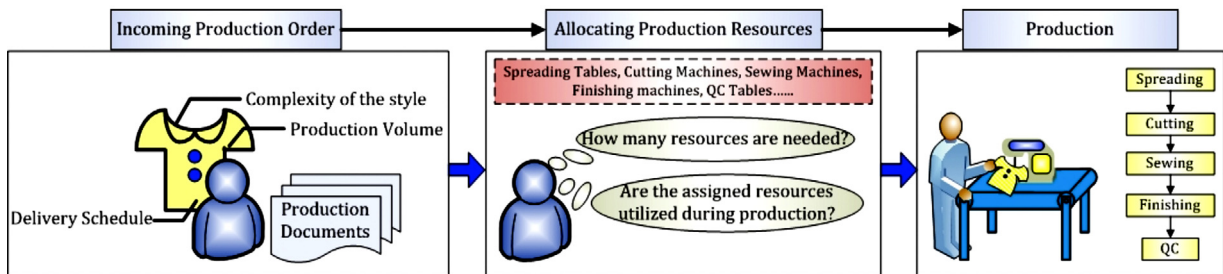 Incoming Production Order
Allocating Production Resources
Production
Complexity of the style
Production Volume
Delivery Schedule
Production
Documents
Spreading Tables, Cutting Machines, Sewing Machines,
Finishing machines, QC Tables......
How many resources are needed?
Are the assigned resources
utilized during production?
Spreading
Cutting
Sewing
Finishing
QC